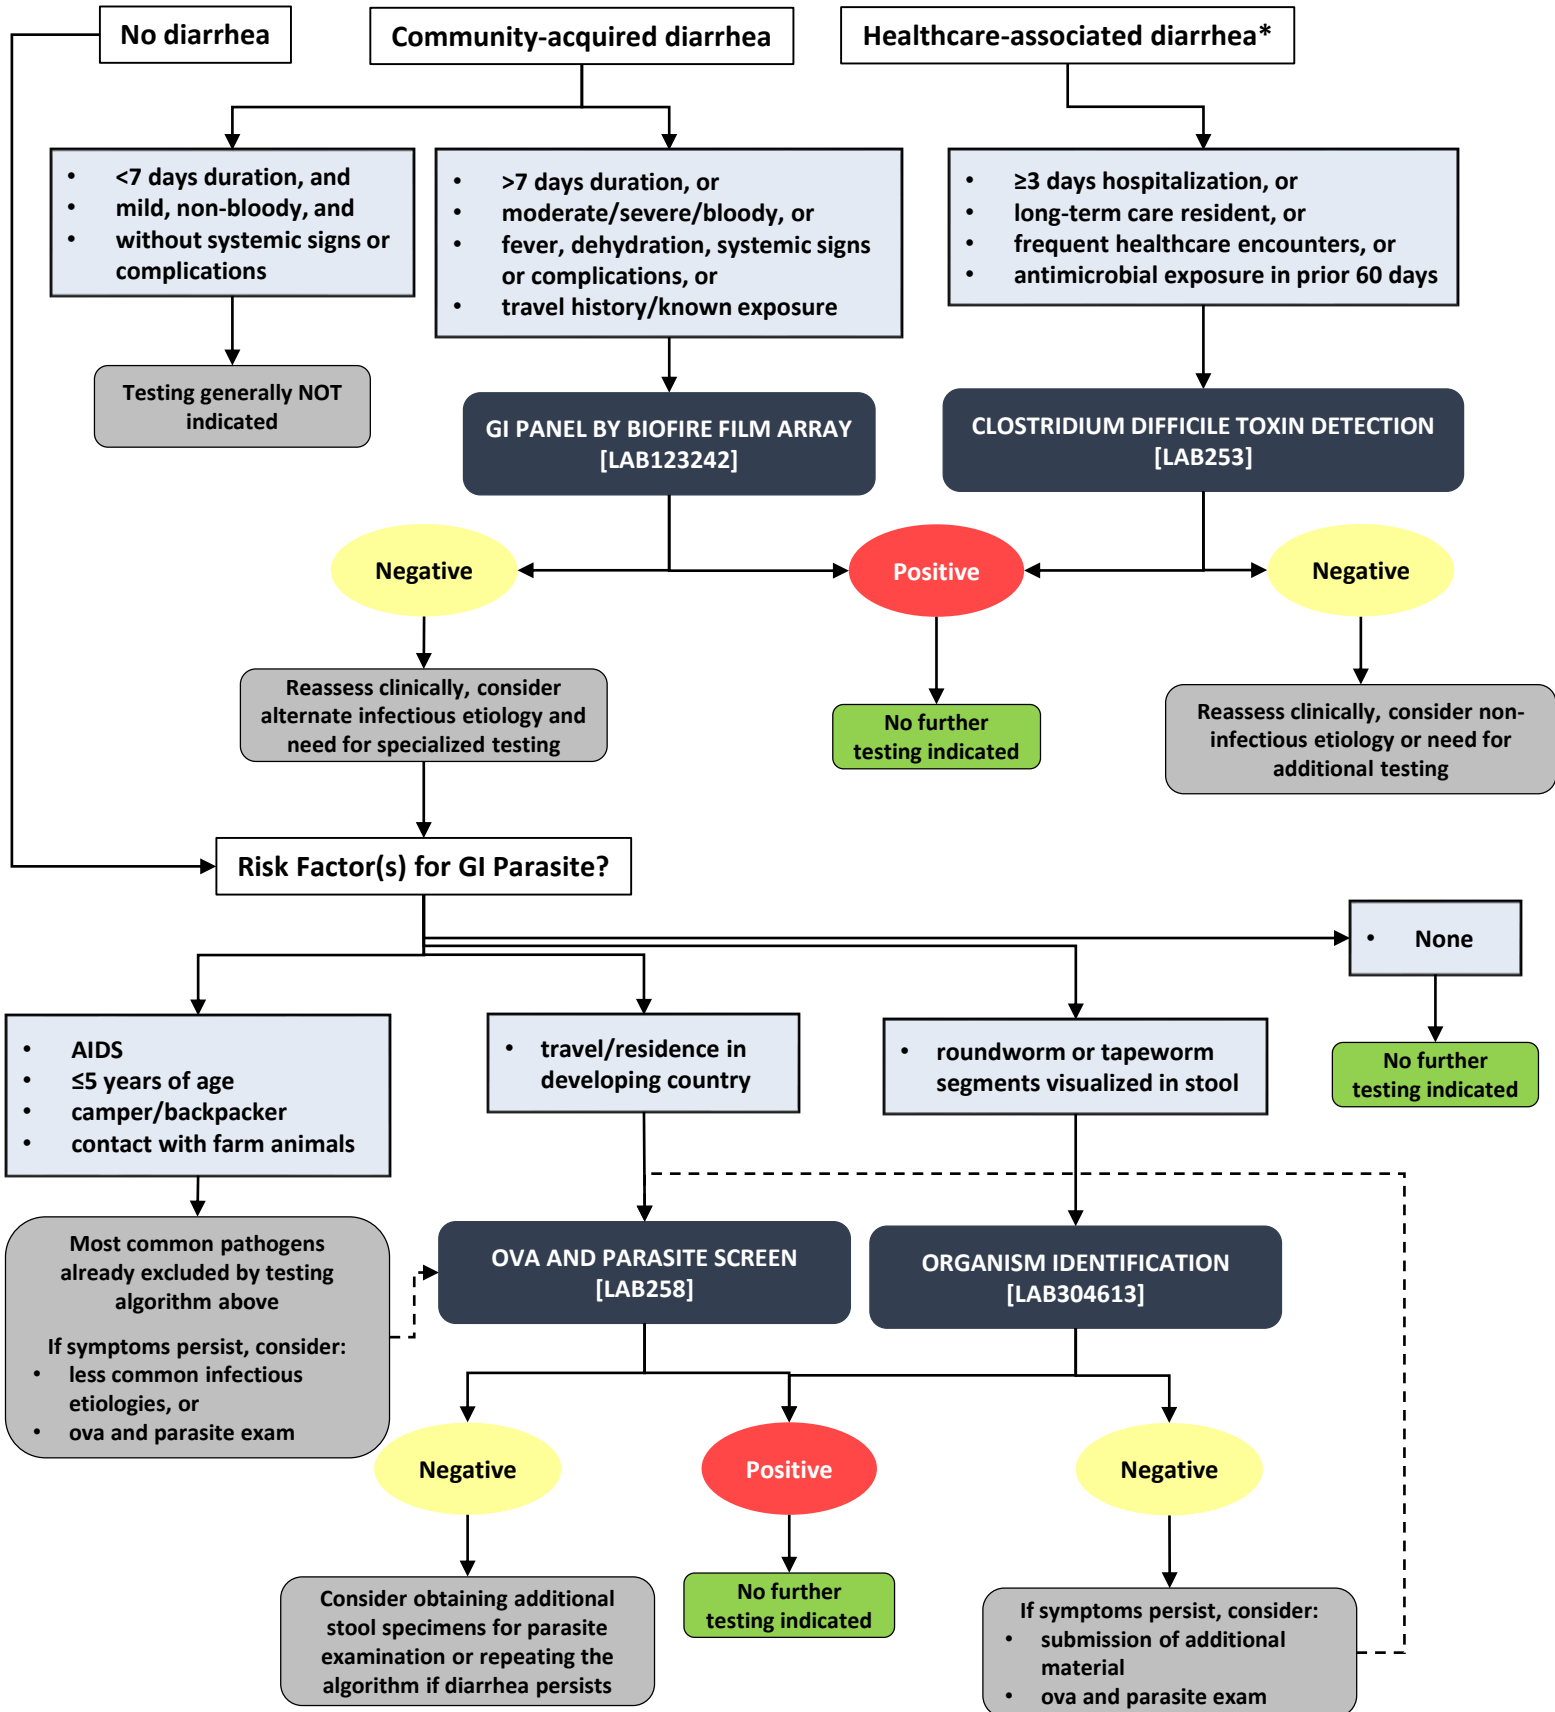 No diarrhea
Community-acquired diarrhea
Healthcare-associated diarrhea*
• <7 days duration, and
• mild, non-bloody, and
• without systemic signs or
complications
• >7 days duration, or
• moderate/severe/bloody, or
• fever, dehydration, systemic signs
or complications, or
• travel history/known exposure
• ≥3 days hospitalization, or
• long-term care resident, or
• frequent healthcare encounters, or
• antimicrobial exposure in prior 60 days
Testing generally NOT
indicated
GI PANEL BY BIOFIRE FILM ARRAY
[LAB123242]
CLOSTRIDIUM DIFFICILE TOXIN DETECTION
[LAB253]
Negative
Positive
Negative
Reassess clinically, consider
alternate infectious etiology and
need for specialized testing
No further
testing indicated
Reassess clinically, consider non-
infectious etiology or need for
additional testing
Risk Factor(s) for GI Parasite?
• None
• AIDS
• ≤5 years of age
• camper/backpacker
• contact with farm animals
• travel/residence in
developing country
• roundworm or tapeworm
segments visualized in stool
No further
testing indicated
Most common pathogens
already excluded by testing
algorithm above
If symptoms persist, consider:
• less common infectious
etiologies, or
• ova and parasite exam
OVA AND PARASITE SCREEN
[LAB258]
ORGANISM IDENTIFICATION
[LAB304613]
Negative
Positive
Negative
Consider obtaining additional
stool specimens for parasite
examination or repeating the
algorithm if diarrhea persists
No further
testing indicated
If symptoms persist, consider:
• submission of additional
material
• ova and parasite exam